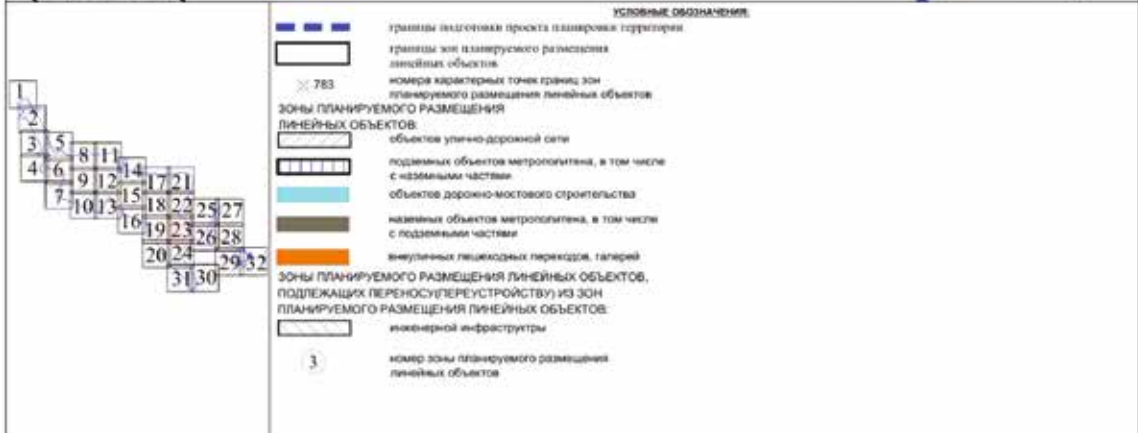 УСЛОВНЫЕ ОБОЗНАЧЕНИЯ:
границы подготовки проекта планировки территории
границы зон планируемого размещения
линейных объектов
783
номера характерных точек границ зон
планируемого размещения линейных объектов
ЗОНЫ ПЛАНИРУЕМОГО РАЗМЕЩЕНИЯ
ЛИНЕЙНЫХ ОБЪЕКТОВ:
объектов улично-дорожной сети
подземных объектов метрополитена, в том числе
с наземными частями
объектов дорожно-мостового строительства
наземных объектов метрополитена, в том числе
с подземными частями
внеуличных пешеходных переходов, галерей
ЗОНЫ ПЛАНИРУЕМОГО РАЗМЕЩЕНИЯ ЛИНЕЙНЫХ ОБЪЕКТОВ,
ПОДЛЕЖАЩИХ ПЕРЕНОСУ(ПЕРЕУСТРОЙСТВУ) ИЗ ЗОН
ПЛАНИРУЕМОГО РАЗМЕЩЕНИЯ ЛИНЕЙНЫХ ОБЪЕКТОВ:
инженерной инфраструктры
3
номер зоны планируемого размещения
линейных объектов
1
2
3 5
8 11
4 6 14
9 12 17 21
7 15
10 13 18 22 25 27
16 19 23 26 28
20 24 29 32
31 30